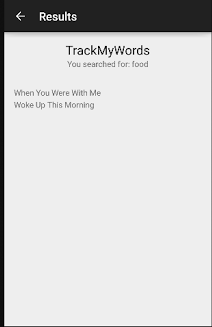 Results
TrackMyWords
You searched for: food
When You Were With Me
Woke Up This Morning